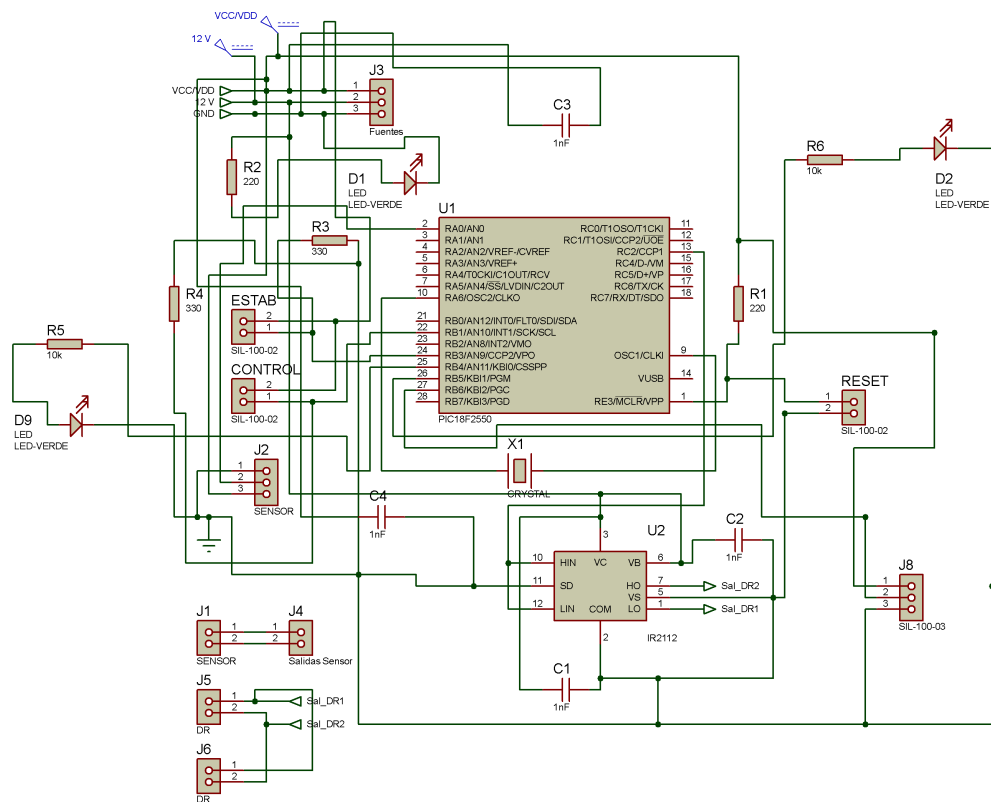 VCC/VDD
12 V
J3
VCC/VDD
12 V
GND
1
2
3
Fuentes
C3
1nF
R6
10k
D2
LED
LED-VERDE
R2
220
D1
LED
LED-VERDE
R3
330
U1
2
3
4
5
6
7
10
21
22
23
24
25
26
27
28
RA0/AN0
RA1/AN1
RA2/AN2/VREF-/CVREF
RA3/AN3/VREF+
RA4/T0CKI/C1OUT/RCV
RA5/AN4/SS/LVDIN/C2OUT
RA6/OSC2/CLKO
RB0/AN12/INT0/FLT0/SDI/SDA
RB1/AN10/INT1/SCK/SCL
RB2/AN8/INT2/VMO
RB3/AN9/CCP2/VPO
RB4/AN11/KBI0/CSSPP
RB5/KBI1/PGM
RB6/KBI2/PGC
RB7/KBI3/PGD
RC0/T1OSO/T1CKI
RC1/T1OSI/CCP2/UOE
RC2/CCP1
RC4/D-/VM
RC5/D+/VP
RC6/TX/CK
RC7/RX/DT/SDO
OSC1/CLKI
VUSB
RE3/MCLR/VPP
11
12
13
15
16
17
18
9
14
1
PIC18F2550
R4
330
ESTAB
2
1
SIL-100-02
CONTROL
2
1
SIL-100-02
R1
220
R5
10k
D9
LED
LED-VERDE
RESET
1
2
SIL-100-02
J2
1
2
3
SENSOR
X1
CRYSTAL
C4
1nF
U2
10
11
12
HIN
SD
LIN
3
VC
COM
2
VB
HO
VS
LO
6
7
5
1
IR2112
C2
1nF
Sal_DR2
Sal_DR1
J8
1
2
3
SIL-100-03
J1
1
2
SENSOR
J4
1
2
Salidas Sensor
C1
1nF
J5
1
2
DR
Sal_DR1
Sal_DR2
J6
1
2
DR